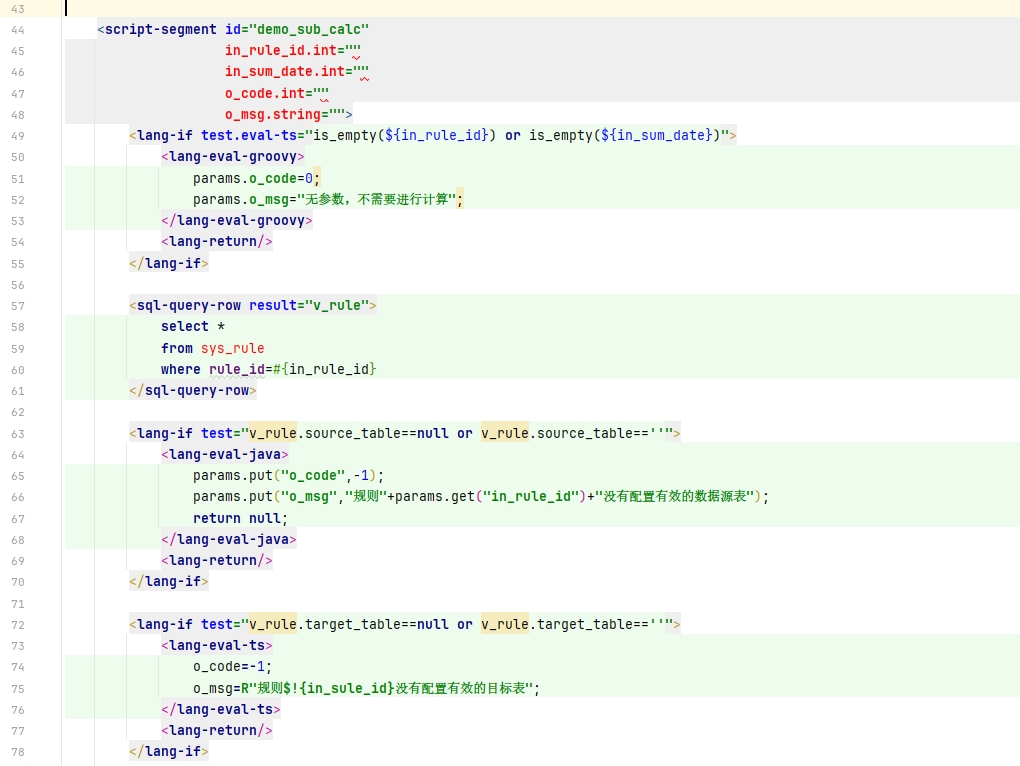 43
44 <script-segment id="demo_sub_calc"
45 in_rule_id.int=""
46 in_sum_date.int=""
47 o_code.int=""
48 o_msg.string="">
49 <lang-if test.eval-ts="is_empty(${in_rule_id}) or is_empty(${in_sum_date})">
50 <lang-eval-groovy>
51 params.o_code=0;
52 params.o_msg="无参数，不需要进行计算";
53 </lang-eval-groovy>
54 <lang-return/>
55 </lang-if>
56
57 <sql-query-row result="v_rule">
58 select *
59 from sys_rule
60 where rule_id=#{in_rule_id}
61 </sql-query-row>
62
63 <lang-if test="v_rule.source_table==null or v_rule.source_table==''">
64 <lang-eval-java>
65 params.put("o_code",-1);
66 params.put("o_msg","规则"+params.get("in_rule_id")+"没有配置有效的数据源表");
67 return null;
68 </lang-eval-java>
69 <lang-return/>
70 </lang-if>
71
72 <lang-if test="v_rule.target_table==null or v_rule.target_table==''">
73 <lang-eval-ts>
74 o_code=-1;
75 o_msg=R"规则$!{in_sule_id}没有配置有效的目标表";
76 </lang-eval-ts>
77 <lang-return/>
78 </lang-if>